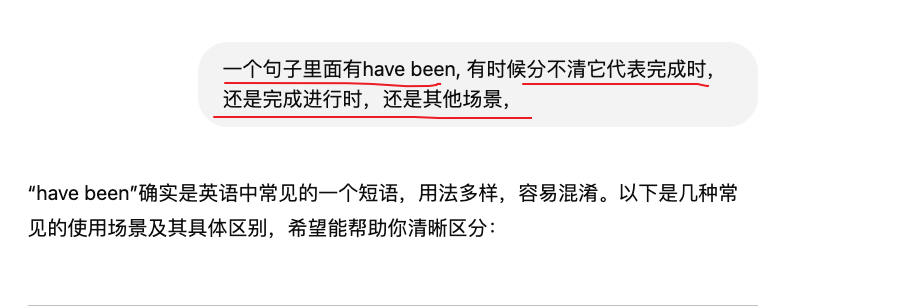 一个句子里面有have been, 有时候分不清它代表完成时，
还是完成进行时，还是其他场景，
“have been”确实是英语中常见的一个短语，用法多样，容易混淆。以下是几种常
见的使用场景及其具体区别，希望能帮助你清晰区分：